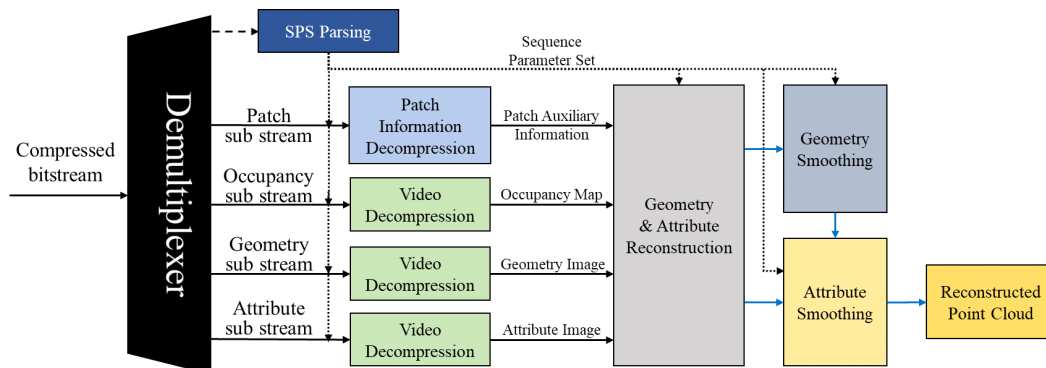 SPS Parsing
Sequence
Parameter Set
Compressed
bitstream
Demultiplexer
Patch
sub stream
Patch
Information
Decompression
Patch Auxiliary
Information
Occupancy
sub stream
Video
Decompression
Occupancy Map
Geometry
sub stream
Video
Decompression
Geometry Image
Attribute
sub stream
Video
Decompression
Attribute Image
Geometry
& Attribute
Reconstruction
Geometry
Smoothing
Attribute
Smoothing
Reconstructed
Point Cloud